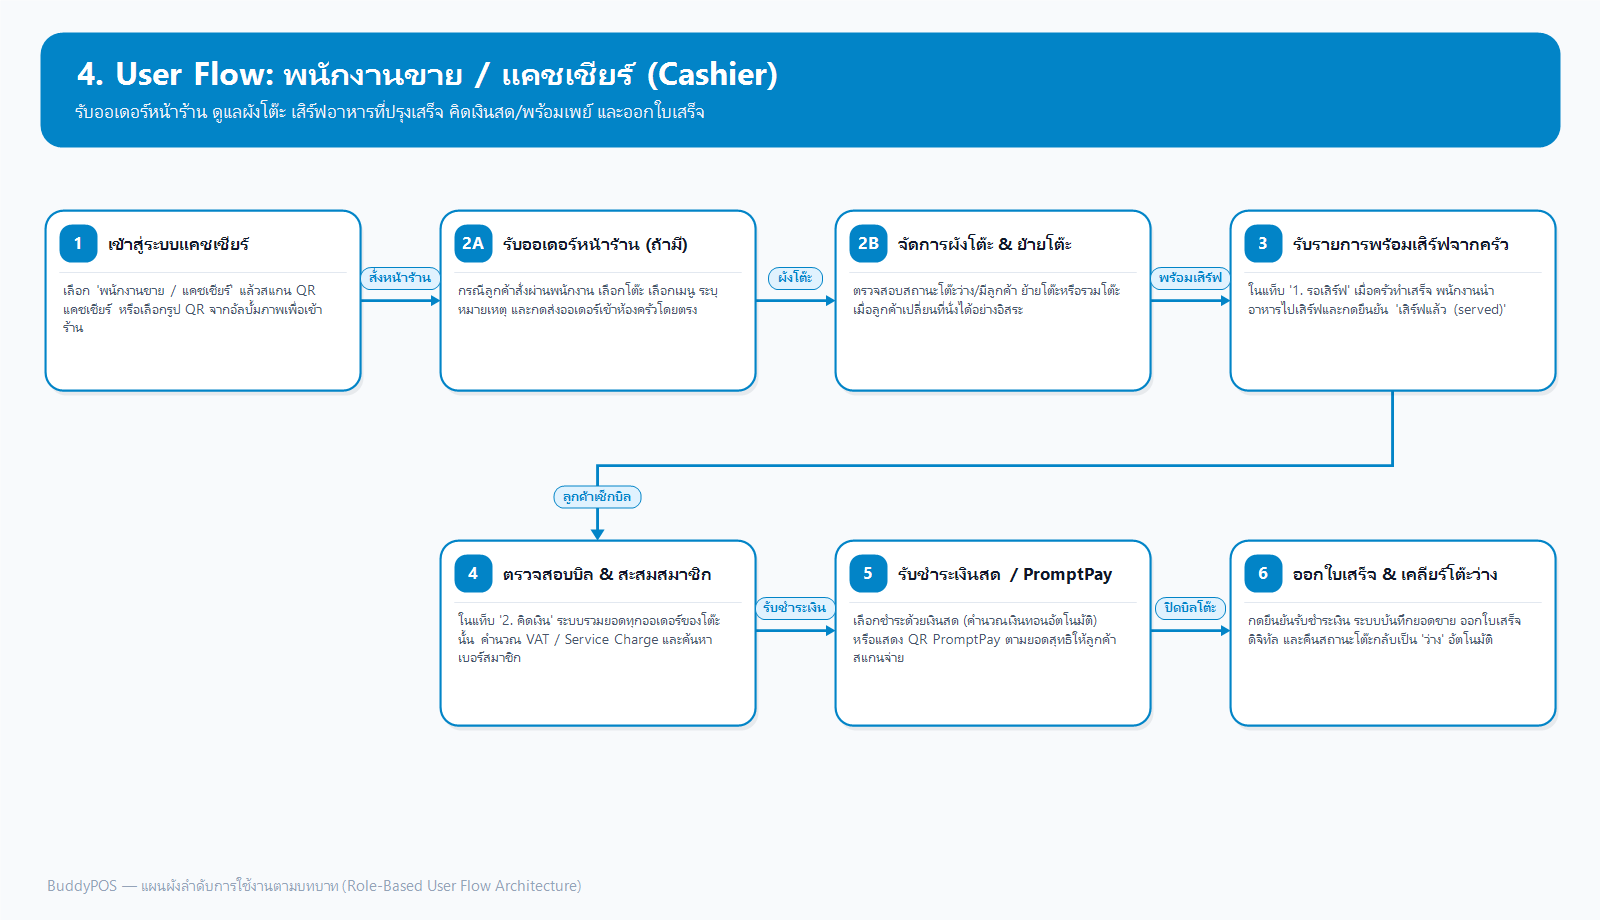 4. User Flow: พนักงานขาย / แคชเชียร์ (Cashier)
รับออเดอร์หน้าร้าน ดูแลผังโต๊ะ เสิร์ฟอาหารที่ปรุงเสร็จ คิดเงินสด/พร้อมเพย์ และออกใบเสร็จ
1
เข้าสู่ระบบแคชเชียร์
เลือก 'พนักงานขาย / แคชเชียร์' แล้วสแกน QR
แคชเชียร์ หรือเลือกรูป QR จากอัลบั้มภาพเพื่อเข้า
ร้าน
สั่งหน้าร้าน
2A
รับออเดอร์หน้าร้าน (ถ้ามี)
กรณีลูกค้าสั่งผ่านพนักงาน เลือกโต๊ะ เลือกเมนู ระบุ
หมายเหตุ และกดส่งออเดอร์เข้าห้องครัวโดยตรง
ผังโต๊ะ
2B
จัดการผังโต๊ะ & ย้ายโต๊ะ
ตรวจสอบสถานะโต๊ะว่าง/มีลูกค้า ย้ายโต๊ะหรือรวมโต๊ะ
เมื่อลูกค้าเปลี่ยนที่นั่งได้อย่างอิสระ
พร้อมเสิร์ฟ
3
รับรายการพร้อมเสิร์ฟจากครัว
ในแท็บ '1. รอเสิร์ฟ' เมื่อครัวทำเสร็จ พนักงานนำ
อาหารไปเสิร์ฟและกดยืนยัน 'เสิร์ฟแล้ว (served)'
ลูกค้าเช็กบิล
4
ตรวจสอบบิล & สะสมสมาชิก
ในแท็บ '2. คิดเงิน' ระบบรวมยอดทุกออเดอร์ของโต๊ะ
นั้น คำนวณ VAT / Service Charge และค้นหา
เบอร์สมาชิก
รับชำระเงิน
5
รับชำระเงินสด / PromptPay
เลือกชำระด้วยเงินสด (คำนวณเงินทอนอัตโนมัติ)
หรือแสดง QR PromptPay ตามยอดสุทธิให้ลูกค้า
สแกนจ่าย
ปิดบิลโต๊ะ
6
ออกใบเสร็จ & เคลียร์โต๊ะว่าง
กดยืนยันรับชำระเงิน ระบบบันทึกยอดขาย ออกใบเสร็จ
ดิจิทัล และคืนสถานะโต๊ะกลับเป็น 'ว่าง' อัตโนมัติ
BuddyPOS — แผนผังลำดับการใช้งานตามบทบาท (Role-Based User Flow Architecture)